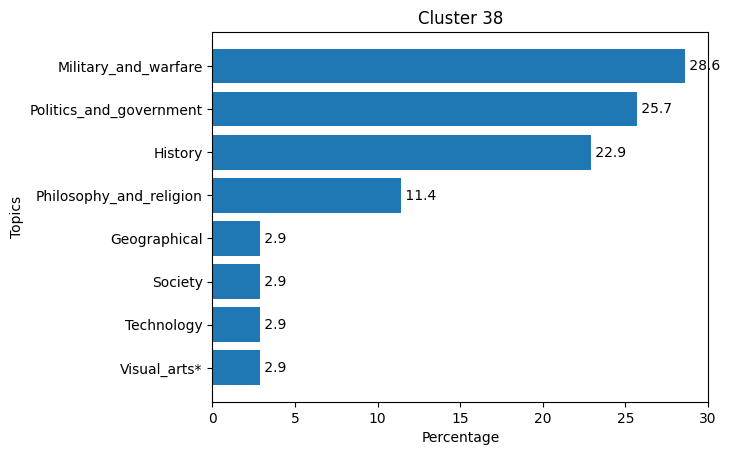 Cluster 38
Military_and_warfare 28.6
Politics_and_government 25.7
History 22.9
Philosophy_and_religion 11.4
Geographical 2.9
Society 2.9
Technology 2.9
Visual_arts* 2.9
0 5 10 15 20 25 30
Percentage
Topics